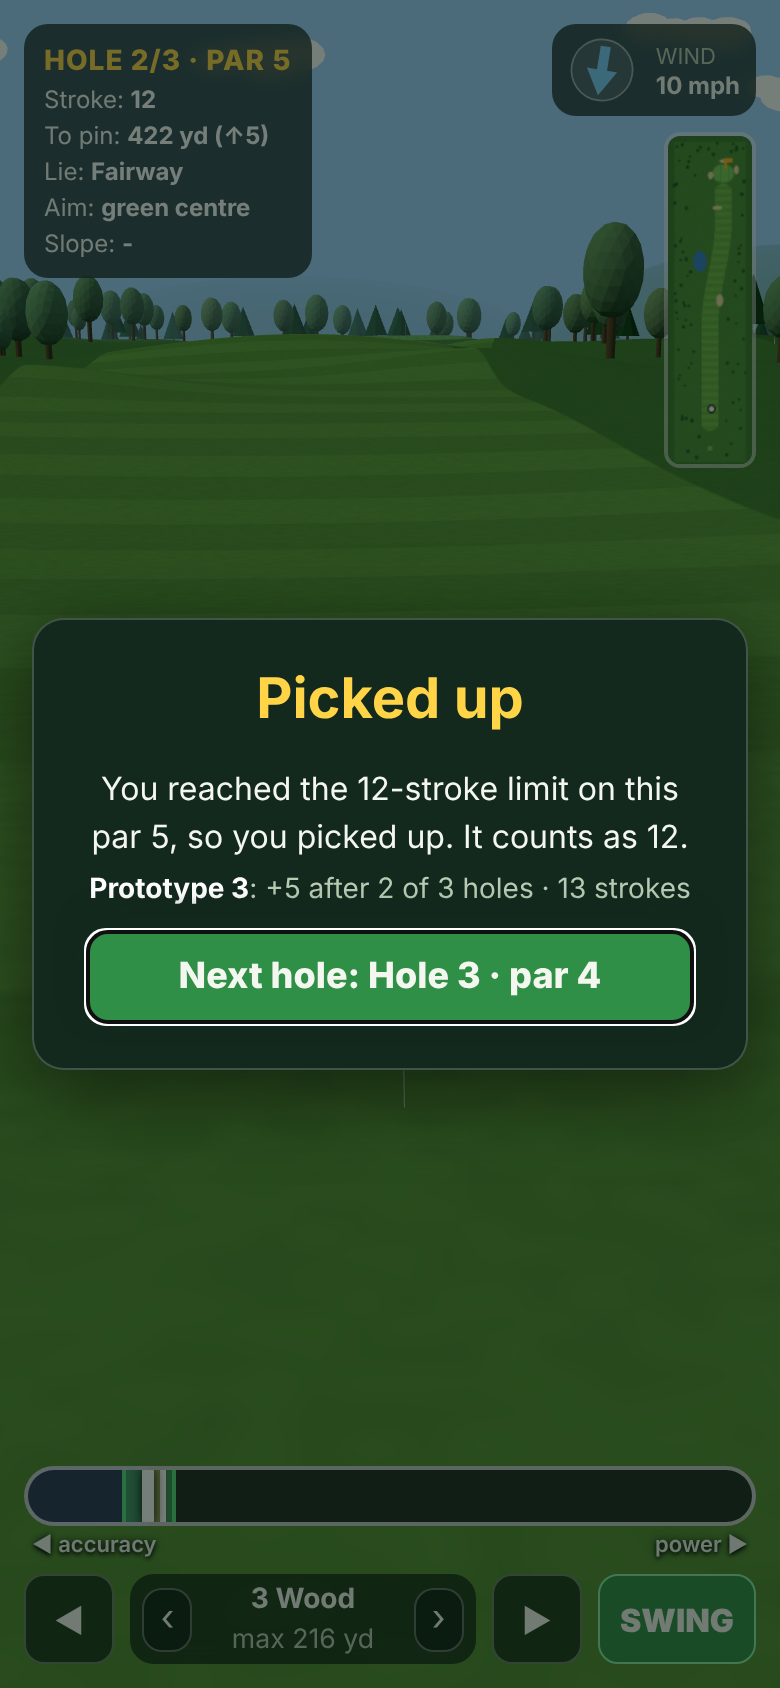 HOLE 2/3 · PAR 5
Stroke: 12
To pin: 422 yd (↑5)
Lie: Fairway
Aim: green centre
Slope: -
WIND
10 mph
Picked up
You reached the 12-stroke limit on this
par 5, so you picked up. It counts as 12.
Prototype 3: +5 after 2 of 3 holes · 13 strokes
Next hole: Hole 3 · par 4
◀ accuracy
power ▶
◀
‹
3 Wood
max 216 yd
›
▶
SWING